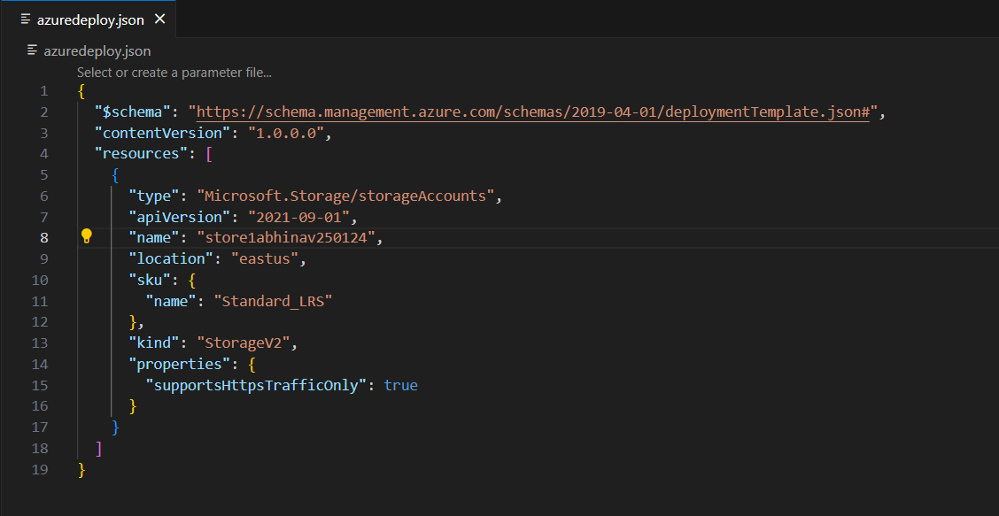 azuredeploy.json
azuredeploy.json
Select or create a parameter file...
1 {
2 "$schema": "https://schema.management.azure.com/schemas/2019-04-01/deploymentTemplate.json#",
3 "contentVersion": "1.0.0.0",
4 "resources": [
5 {
6 "type": "Microsoft.Storage/storageAccounts",
7 "apiVersion": "2021-09-01",
8 "name": "store1abhinav250124",
9 "location": "eastus",
10 "sku": {
11 "name": "Standard_LRS"
12 },
13 "kind": "StorageV2",
14 "properties": {
15 "supportsHttpsTrafficOnly": true
16 }
17 }
18 ]
19 }